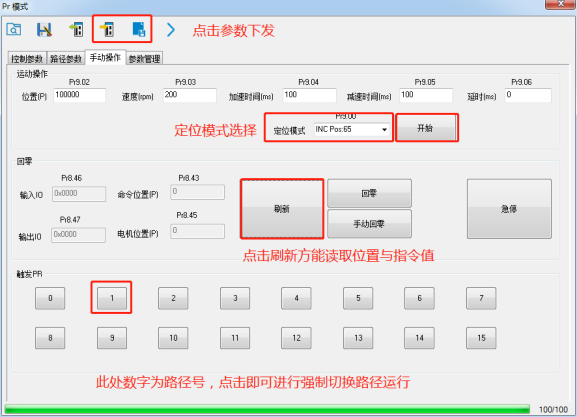 Pr 模式
点击参数下发
控制参数 路径参数 手动操作 参数管理
运动操作
Pr9.02 Pr9.03 Pr9.04 Pr9.05 Pr9.06
位置(P) 100000 速度(rpm) 200 加速时间(ms) 100 减速时间(ms) 100 延时(ms) 0
Pr9.00
定位模式选择 定位模式 INC Pos:65 开始
回零
Pr8.46 Pr8.43
输入IO 0x0000 命令位置(P) 0 刷新 回零 急停
Pr8.47 Pr8.45
输出IO 0x0000 电机位置(P) 0 手动回零
点击刷新方能读取位置与指令值
触发PR
0 1 2 3 4 5 6 7
8 9 10 11 12 13 14 15
此处数字为路径号，点击即可进行强制切换路径运行
100/100